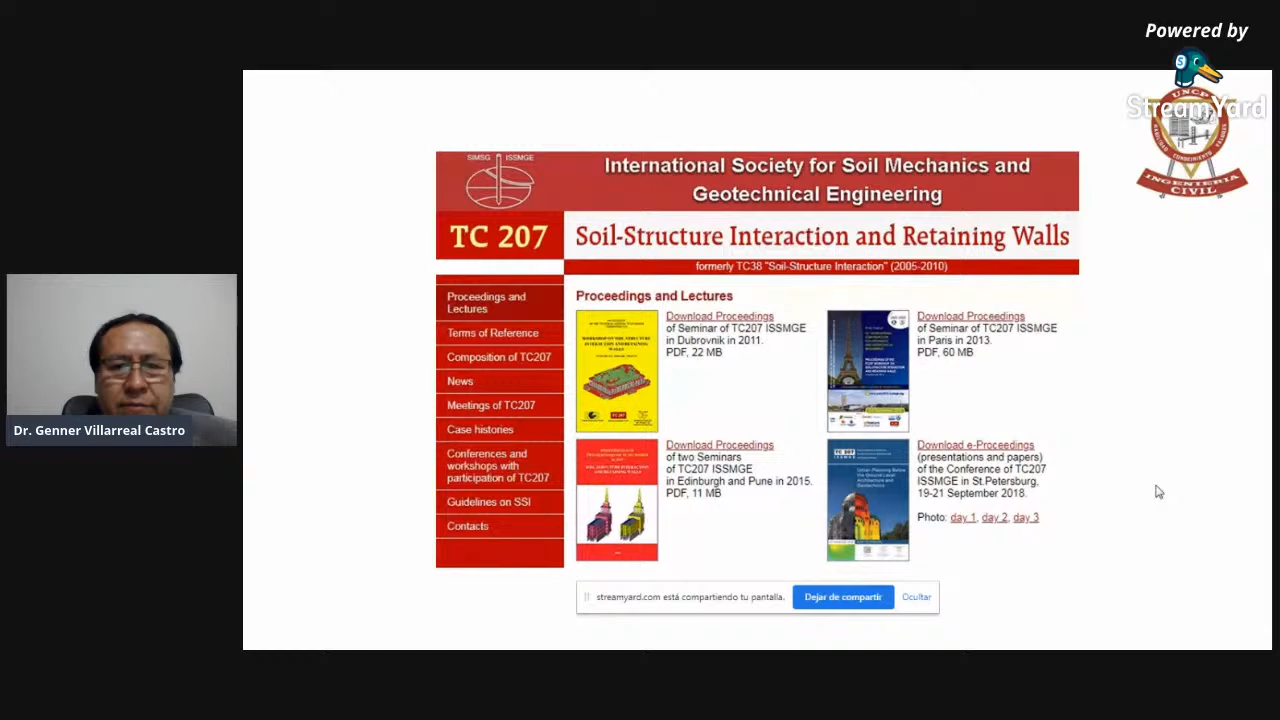 Powered by
StreamYard
UNCP
INGENIERIA
CIVIL
SIMSG ISSMGE
International Society for Soil Mechanics and
Geotechnical Engineering
TC 207
Soil-Structure Interaction and Retaining Walls
formerly TC38 "Soil-Structure Interaction" (2005-2010)
Proceedings and
Lectures
Terms of Reference
Composition of TC207
News
Meetings of TC207
Case histories
Conferences and
workshops with
participation of TC207
Guidelines on SSI
Contacts
Proceedings and Lectures
Download Proceedings
of Seminar of TC207 ISSMGE
in Dubrovnik in 2011.
PDF, 22 MB
Download Proceedings
of Seminar of TC207 ISSMGE
in Paris in 2013.
PDF, 60 MB
Download Proceedings
of two Seminars
of TC207 ISSMGE
in Edinburgh and Pune in 2015.
PDF, 11 MB
Download e-Proceedings
(presentations and papers)
of the Conference of TC207
ISSMGE in St.Petersburg,
19-21 September 2018.
Photo: day 1, day 2, day 3
streamyard.com está compartiendo tu pantalla.
Dejar de compartir
Ocultar
Dr. Genner Villarreal Castro